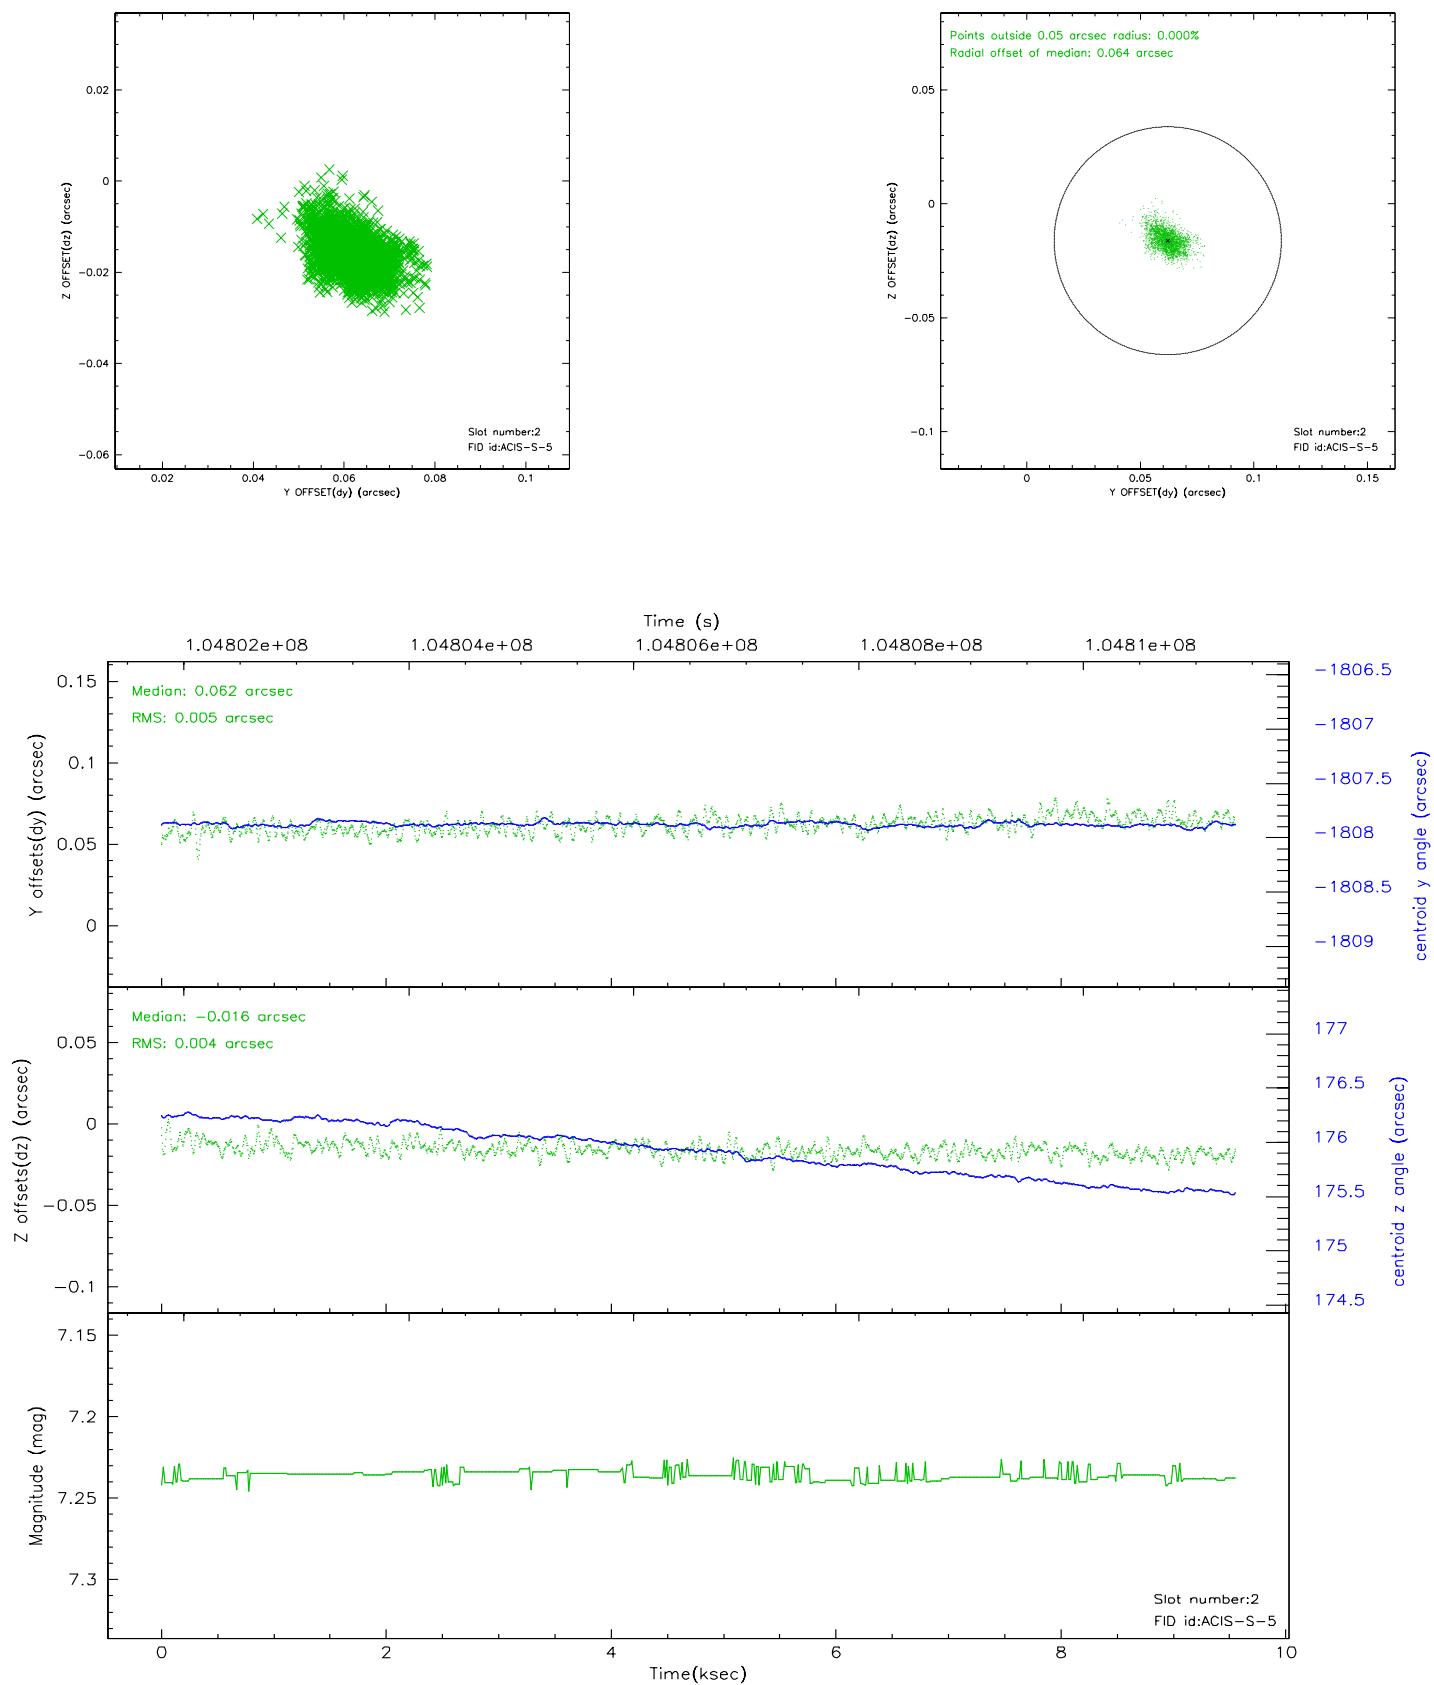 0.02
0
-0.02
-0.04
-0.06
Z OFFSET(dz) (arcsec)
Slot number:2
FID id:ACIS-S-5
0.02 0.04 0.06 0.08 0.1
Y OFFSET(dy) (arcsec)
Points outside 0.05 arcsec radius: 0.000%
Radial offset of median: 0.064 arcsec
0.05
0
-0.05
-0.1
Z OFFSET(dz) (arcsec)
Slot number:2
FID id:ACIS-S-5
0 0.05 0.1 0.15
Y OFFSET(dy) (arcsec)
Time (s)
1.04802e+08 1.04804e+08 1.04806e+08 1.04808e+08 1.0481e+08
Median: 0.062 arcsec
RMS: 0.005 arcsec
0.15
0.1
0.05
0
Y offsets(dy) (arcsec)
-1806.5
-1807
-1807.5
-1808
-1808.5
-1809
centroid y angle (arcsec)
Median: -0.016 arcsec
RMS: 0.004 arcsec
0.05
0
-0.05
-0.1
Z offsets(dz) (arcsec)
177
176.5
176
175.5
175
174.5
centroid z angle (arcsec)
7.15
7.2
7.25
7.3
Magnitude (mag)
Slot number:2
FID id:ACIS-S-5
0 2 4 6 8 10
Time(ksec)